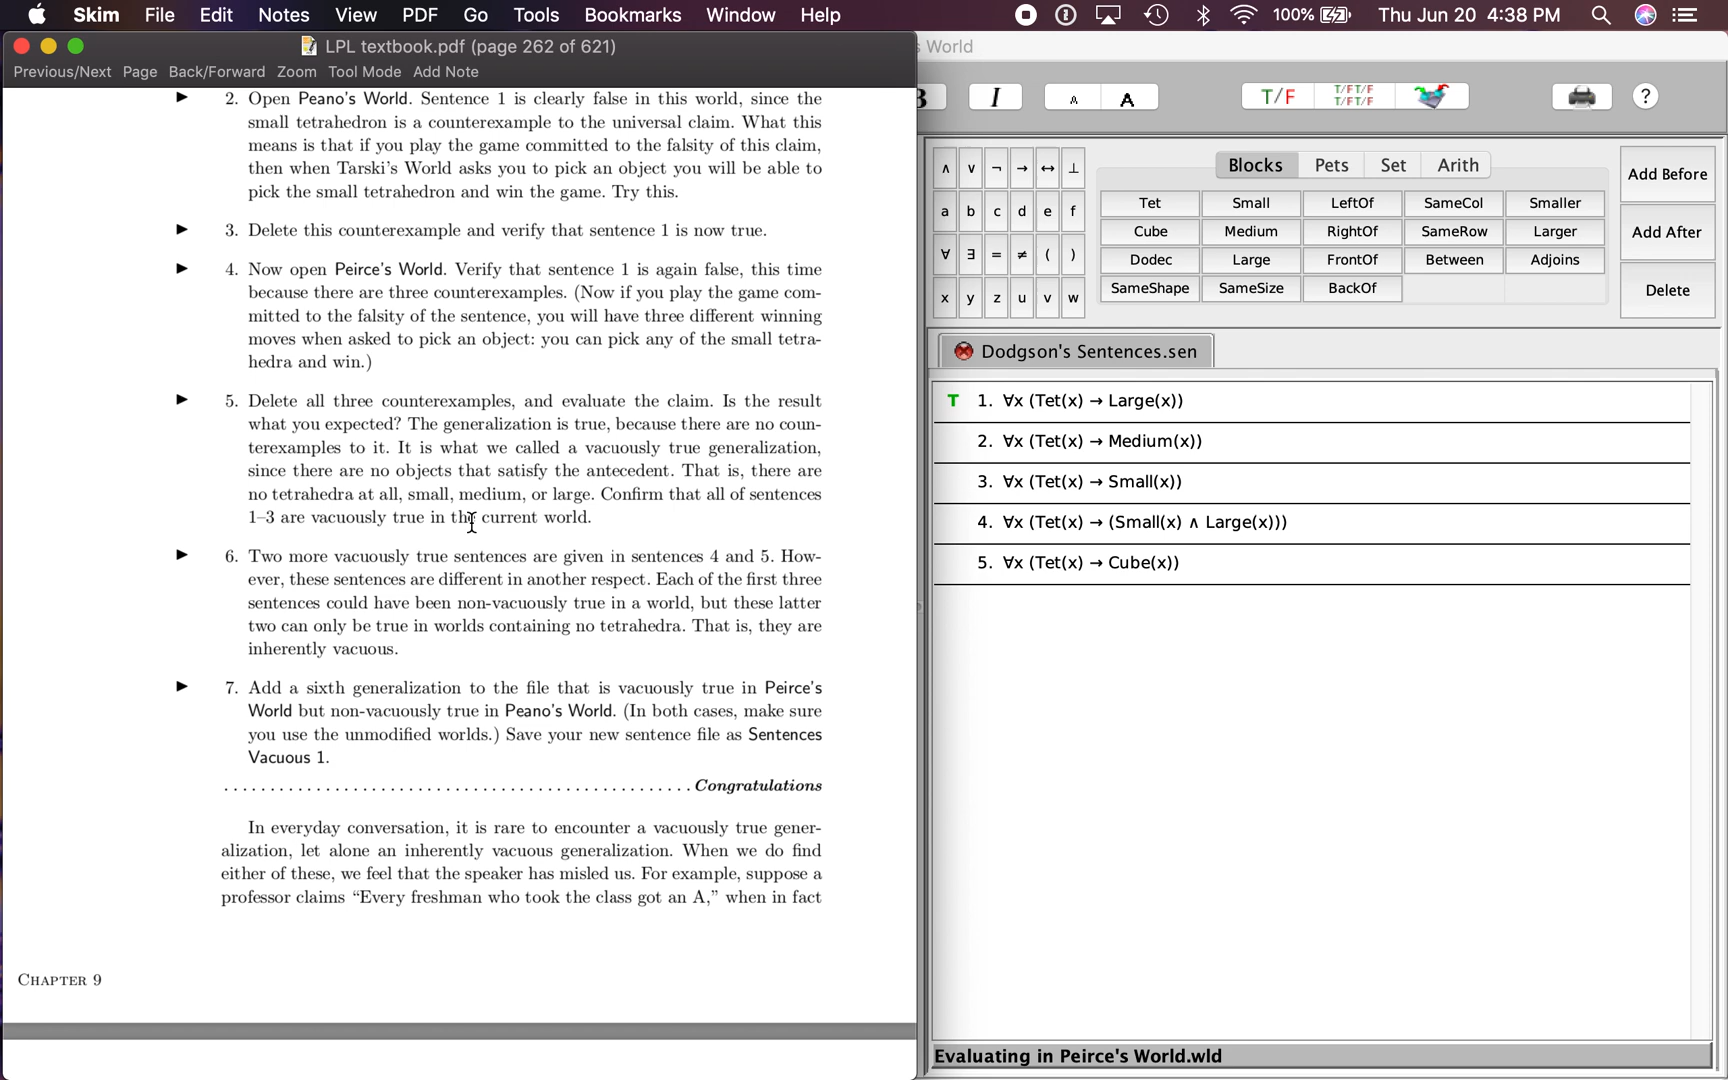 Skim File Edit Notes View PDF Go Tools Bookmarks Window Help 100% Thu Jun 20 4:38 PM
LPL textbook.pdf (page 262 of 621)
Previous/Next Page Back/Forward Zoom Tool Mode Add Note
► 2. Open Peano's World. Sentence 1 is clearly false in this world, since the
small tetrahedron is a counterexample to the universal claim. What this
means is that if you play the game committed to the falsity of this claim,
then when Tarski's World asks you to pick an object you will be able to
pick the small tetrahedron and win the game. Try this.
► 3. Delete this counterexample and verify that sentence 1 is now true.
► 4. Now open Peirce's World. Verify that sentence 1 is again false, this time
because there are three counterexamples. (Now if you play the game com-
mitted to the falsity of the sentence, you will have three different winning
moves when asked to pick an object: you can pick any of the small tetra-
hedra and win.)
► 5. Delete all three counterexamples, and evaluate the claim. Is the result
what you expected? The generalization is true, because there are no coun-
terexamples to it. It is what we called a vacuously true generalization,
since there are no objects that satisfy the antecedent. That is, there are
no tetrahedra at all, small, medium, or large. Confirm that all of sentences
1–3 are vacuously true in the current world.
► 6. Two more vacuously true sentences are given in sentences 4 and 5. How-
ever, these sentences are different in another respect. Each of the first three
sentences could have been non-vacuously true in a world, but these latter
two can only be true in worlds containing no tetrahedra. That is, they are
inherently vacuous.
► 7. Add a sixth generalization to the file that is vacuously true in Peirce's
World but non-vacuously true in Peano's World. (In both cases, make sure
you use the unmodified worlds.) Save your new sentence file as Sentences
Vacuous 1.
. . . . . . . . . . . . . . . . . . . . . . . . . . . . . . . . . . . . . . . . . . . . . . . . . . Congratulations
In everyday conversation, it is rare to encounter a vacuously true gener-
alization, let alone an inherently vacuous generalization. When we do find
either of these, we feel that the speaker has misled us. For example, suppose a
professor claims “Every freshman who took the class got an A,” when in fact
CHAPTER 9
World
B I A A T/F T/FT/F T/FT/F ?
∧ ∨ ¬ → ↔ ⊥
a b c d e f
∀ ∃ = ≠ ( )
x y z u v w
Blocks Pets Set Arith
Tet Small LeftOf SameCol Smaller
Cube Medium RightOf SameRow Larger
Dodec Large FrontOf Between Adjoins
SameShape SameSize BackOf
Add Before
Add After
Delete
Dodgson's Sentences.sen
T 1. ∀x (Tet(x) → Large(x))
2. ∀x (Tet(x) → Medium(x))
3. ∀x (Tet(x) → Small(x))
4. ∀x (Tet(x) → (Small(x) ∧ Large(x)))
5. ∀x (Tet(x) → Cube(x))
Evaluating in Peirce's World.wld